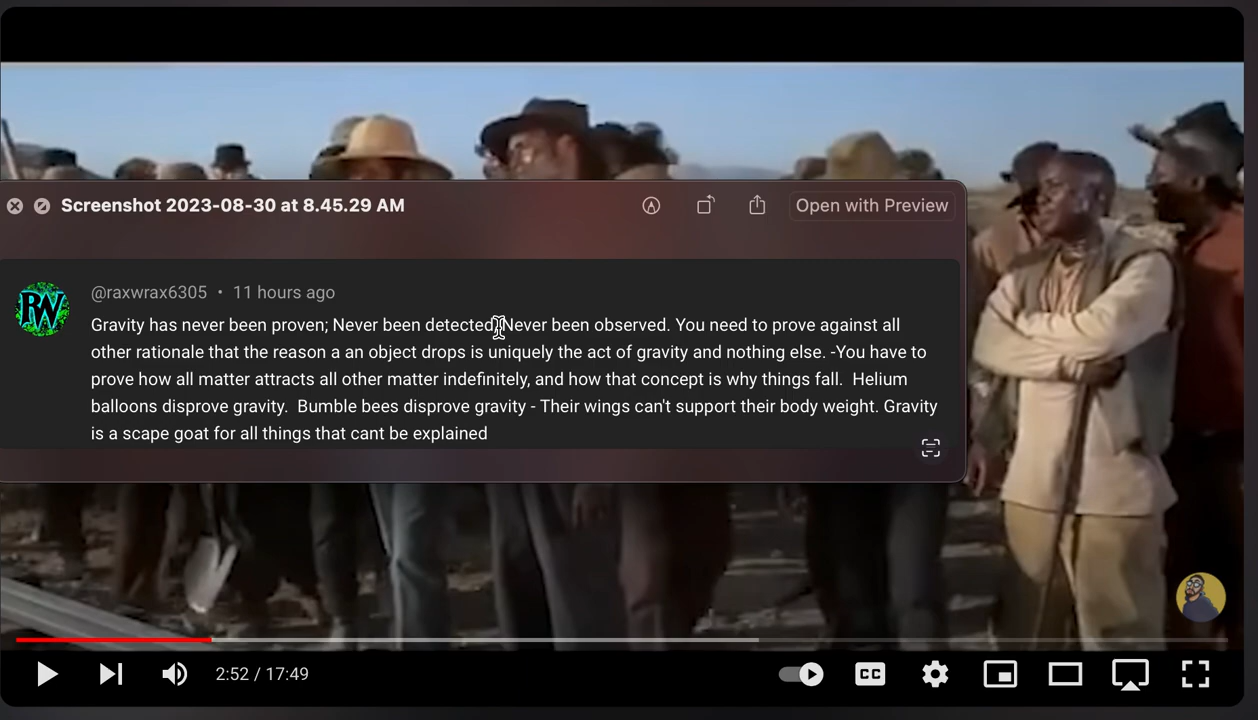 Screenshot 2023-08-30 at 8.45.29 AM
Open with Preview
RW
@raxwrax6305 • 11 hours ago
Gravity has never been proven; Never been detected; Never been observed. You need to prove against all
other rationale that the reason a an object drops is uniquely the act of gravity and nothing else. -You have to
prove how all matter attracts all other matter indefinitely, and how that concept is why things fall.  Helium
balloons disprove gravity.  Bumble bees disprove gravity - Their wings can't support their body weight. Gravity
is a scape goat for all things that cant be explained
2:52 / 17:49
CC